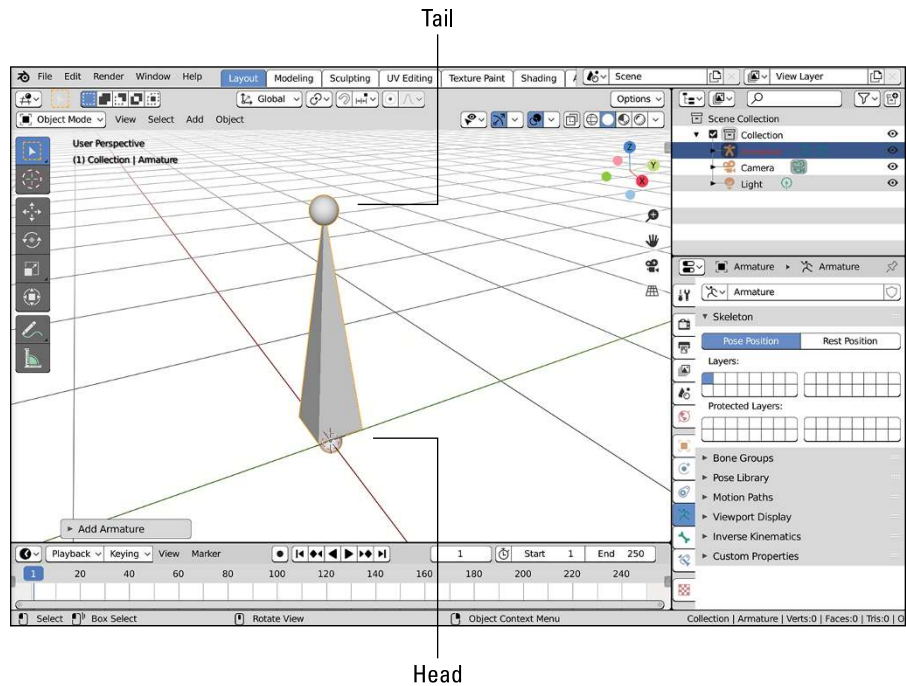 Tail
File Edit Render Window Help Layout Modeling Sculpting UV Editing Texture Paint Shading Scene View Layer
Global Options
Object Mode View Select Add Object
User Perspective
(1) Collection | Armature
Z
Y
X
Scene Collection
Collection
Camera
Light
Armature Armature
Armature
Skeleton
Pose Position Rest Position
Layers:
Protected Layers:
Bone Groups
Pose Library
Motion Paths
Viewport Display
Inverse Kinematics
Custom Properties
Add Armature
Playback Keying View Marker 1 Start 1 End 250
1 20 40 60 80 100 120 140 160 180 200 220 240
Select Box Select Rotate View Object Context Menu Collection | Armature | Verts:0 | Faces:0 | Tris:0 | O
Head